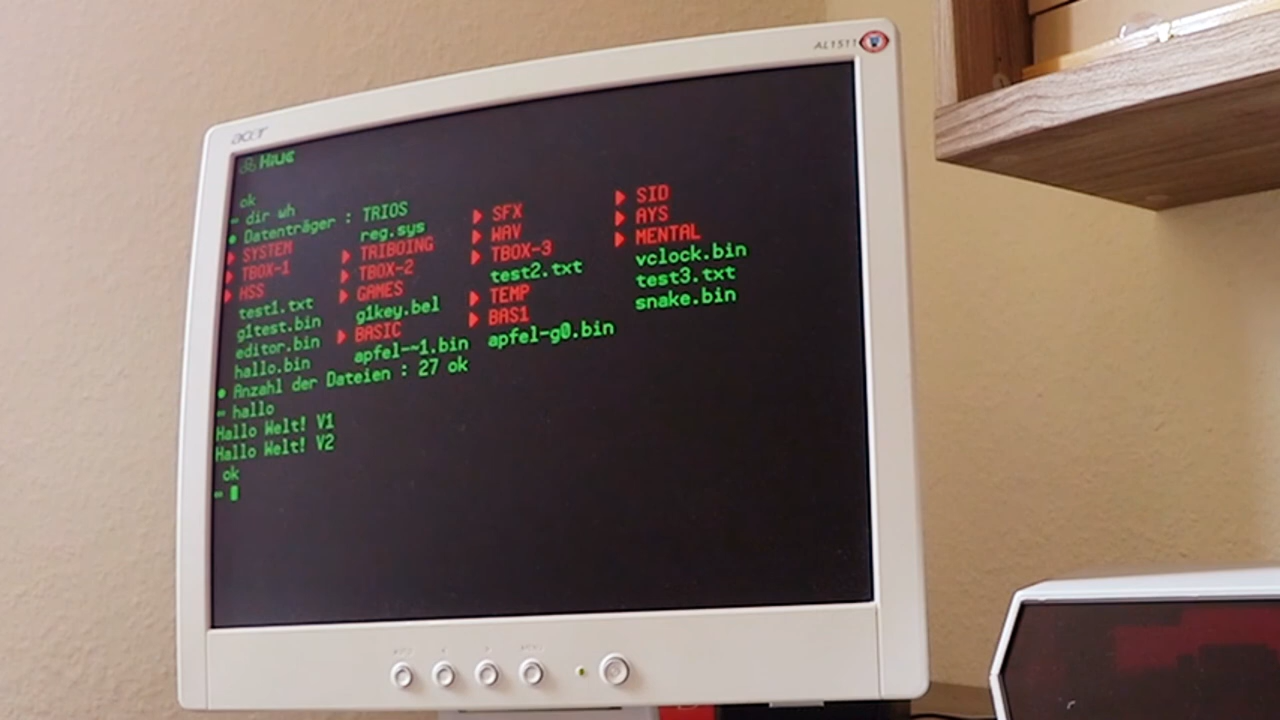 acer
AL1511
Hive
ok
dir wh
Datenträger : TRIOS
SYSTEM reg.sys SFX SID
TBOX-1 TRIBOING WAV AYS
HSS TBOX-2 TBOX-3 MENTAL
test1.txt GAMES test2.txt vclock.bin
g1test.bin g1key.bel TEMP test3.txt
editor.bin BASIC BAS1 snake.bin
hallo.bin apfel-~1.bin apfel-g0.bin
Anzahl der Dateien : 27 ok
hallo
Hallo Welt! V1
Hallo Welt! V2
ok